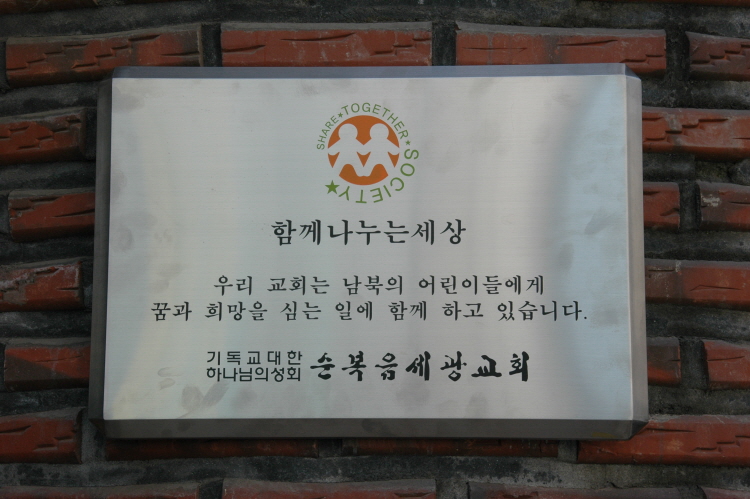 SHARE★TOGETHER★SOCIETY★
함께나누는세상
우리 교회는 남북의 어린이들에게
꿈과 희망을 심는 일에 함께 하고 있습니다.
기독교대한
하나님의성회 순복음세광교회